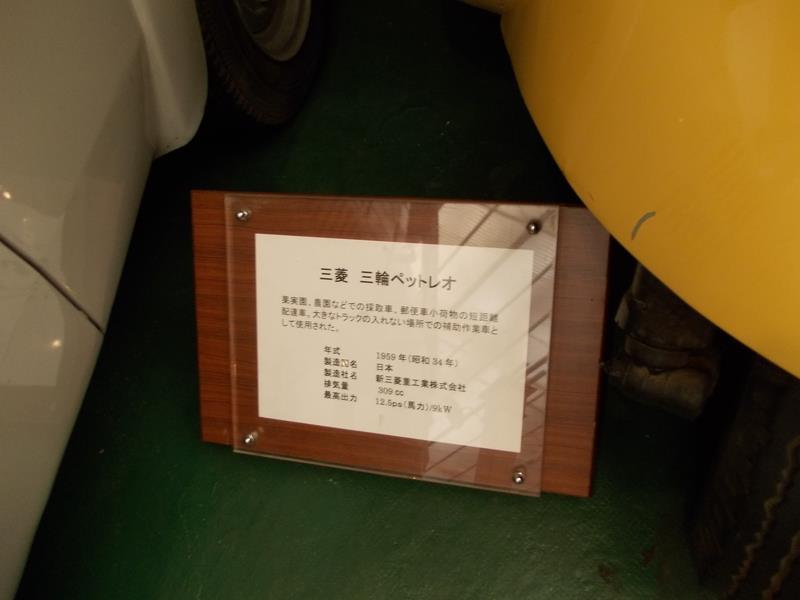 三菱 三輪ペットレオ
果実園、農園などでの採取車、郵便車小荷物の短距離
配達車。大きなトラックの入れない場所での補助作業車と
して使用された。
年式 1959年(昭和34年)
製造国名 日本
製造社名 新三菱重工業株式会社
排気量 309cc
最高出力 12.5ps(馬力)/9kW